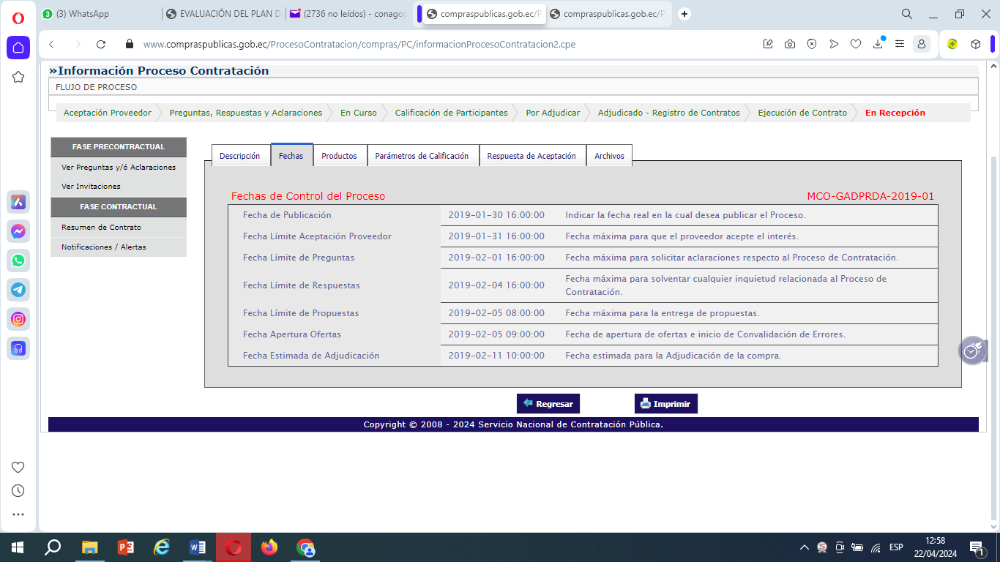 (3) WhatsApp
EVALUACIÓN DEL PLAN D
(2736 no leídos) - conagop
compraspublicas.gob.ec/P
compraspublicas.gob.ec/P
www.compraspublicas.gob.ec/ProcesoContratacion/compras/PC/informacionProcesoContratacion2.cpe
»Información Proceso Contratación
FLUJO DE PROCESO
Aceptación Proveedor
Preguntas, Respuestas y Aclaraciones
En Curso
Calificación de Participantes
Por Adjudicar
Adjudicado - Registro de Contratos
Ejecución de Contrato
En Recepción
FASE PRECONTRACTUAL
Ver Preguntas y/ó Aclaraciones
Ver Invitaciones
FASE CONTRACTUAL
Resumen de Contrato
Notificaciones / Alertas
Descripción
Fechas
Productos
Parámetros de Calificación
Respuesta de Aceptación
Archivos
Fechas de Control del Proceso MCO-GADPRDA-2019-01
Fecha de Publicación 2019-01-30 16:00:00 Indicar la fecha real en la cual desea publicar el Proceso.
Fecha Límite Aceptación Proveedor 2019-01-31 16:00:00 Fecha máxima para que el proveedor acepte el interés.
Fecha Límite de Preguntas 2019-02-01 16:00:00 Fecha máxima para solicitar aclaraciones respecto al Proceso de Contratación.
Fecha Límite de Respuestas 2019-02-04 16:00:00 Fecha máxima para solventar cualquier inquietud relacionada al Proceso de
Contratación.
Fecha Límite de Propuestas 2019-02-05 08:00:00 Fecha máxima para la entrega de propuestas.
Fecha Apertura Ofertas 2019-02-05 09:00:00 Fecha de apertura de ofertas e inicio de Convalidación de Errores.
Fecha Estimada de Adjudicación 2019-02-11 10:00:00 Fecha estimada para la Adjudicación de la compra.
Regresar
Imprimir
Copyright © 2008 - 2024 Servicio Nacional de Contratación Pública.
ESP
12:58
22/04/2024
1